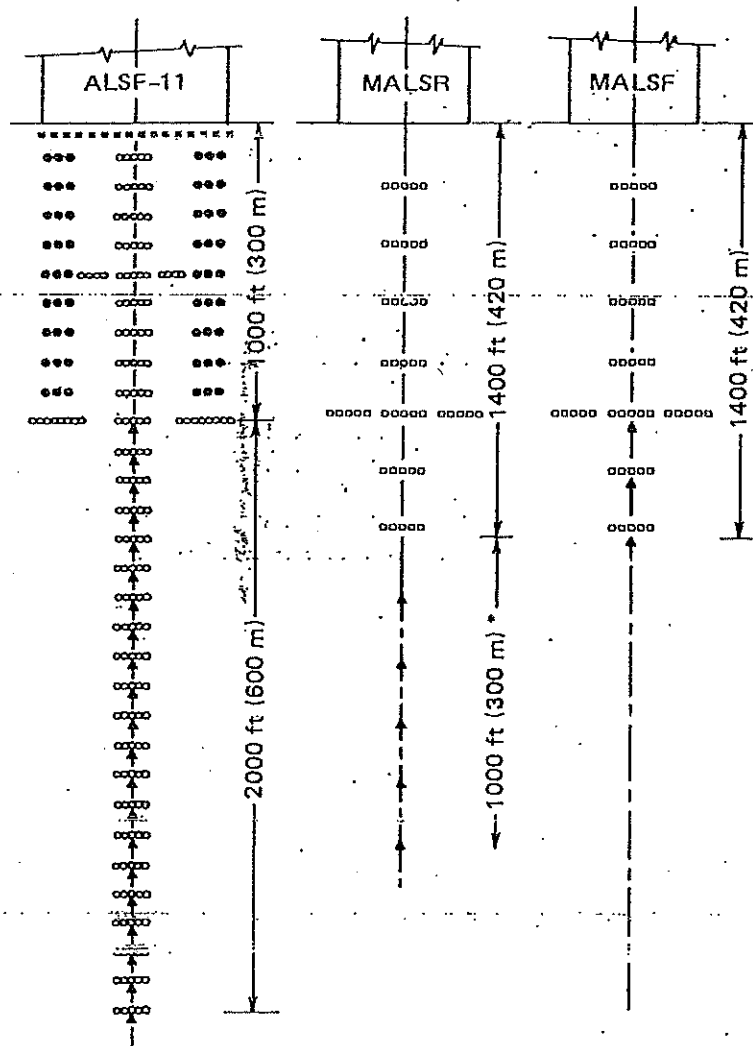 ALSF-11
MALSR
MALSF
1000 ft (300 m)
2000 ft (600 m)
1400 ft (420 m)
1000 ft (300 m) *
1400 ft (420 m)